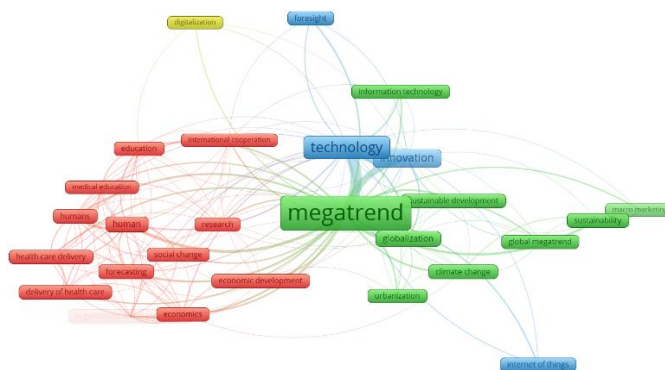 digitalization
foresight
information technology
international cooperation
education
technology
innovation
medical education
megatrend
sustainable development
humans
human
research
macro marketing
sustainability
globalization
global megatrend
health care delivery
social change
forecasting
climate change
economic development
delivery of health care
urbanization
economics
internet of things